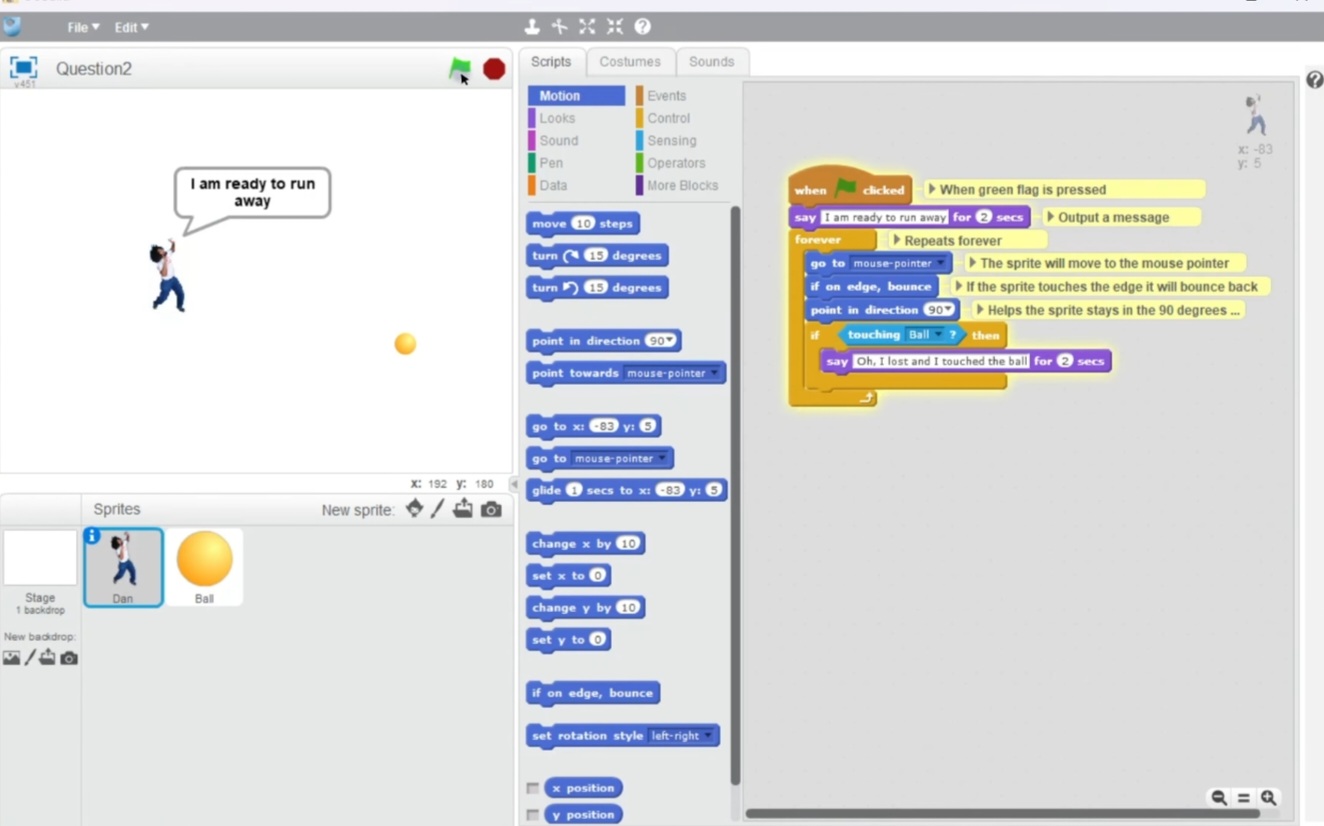 File ▾ Edit ▾
v451
Question2
I am ready to run
away
x: 192 y: 180
Sprites
New sprite:
Dan
Ball
Stage
1 backdrop
New backdrop:
Scripts Costumes Sounds
Motion Events
Looks Control
Sound Sensing
Pen Operators
Data More Blocks
move 10 steps
turn 15 degrees
turn 15 degrees
point in direction 90▾
point towards mouse-pointer
go to x: -83 y: 5
go to mouse-pointer
glide 1 secs to x: -83 y: 5
change x by 10
set x to 0
change y by 10
set y to 0
if on edge, bounce
set rotation style left-right
x position
y position
x: -83
y: 5
when clicked When green flag is pressed
say I am ready to run away for 2 secs Output a message
forever Repeats forever
go to mouse-pointer The sprite will move to the mouse pointer
if on edge, bounce If the sprite touches the edge it will bounce back
point in direction 90▾ Helps the sprite stays in the 90 degrees ...
if touching Ball ? then
say Oh, I lost and I touched the ball for 2 secs